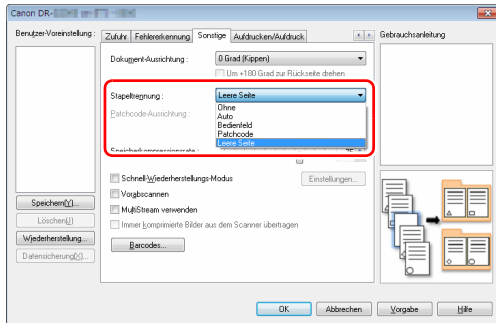 Canon DR-
Benutzer-Voreinstellung :
Zufuhr Fehlererkennung Sonstige Aufdrucken/Aufdruck
Gebrauchsanleitung
Dokument-Ausrichtung :
0 Grad (Kippen)
Um +180 Grad zur Rückseite drehen
Stapeltrennung :
Leere Seite
Ohne
Auto
Bedienfeld
Patchcode
Leere Seite
Patchcode-Ausrichtung :
Speicherkompressionsrate :
Schnell-Wiederherstellungs-Modus
Einstellungen...
Vorabscannen
MultiStream verwenden
Immer komprimierte Bilder aus dem Scanner übertragen
Barcodes...
Speichern(Y)...
Löschen(J)
Wiederherstellung...
Datensicherung(X)...
OK Abbrechen Vorgabe Hilfe